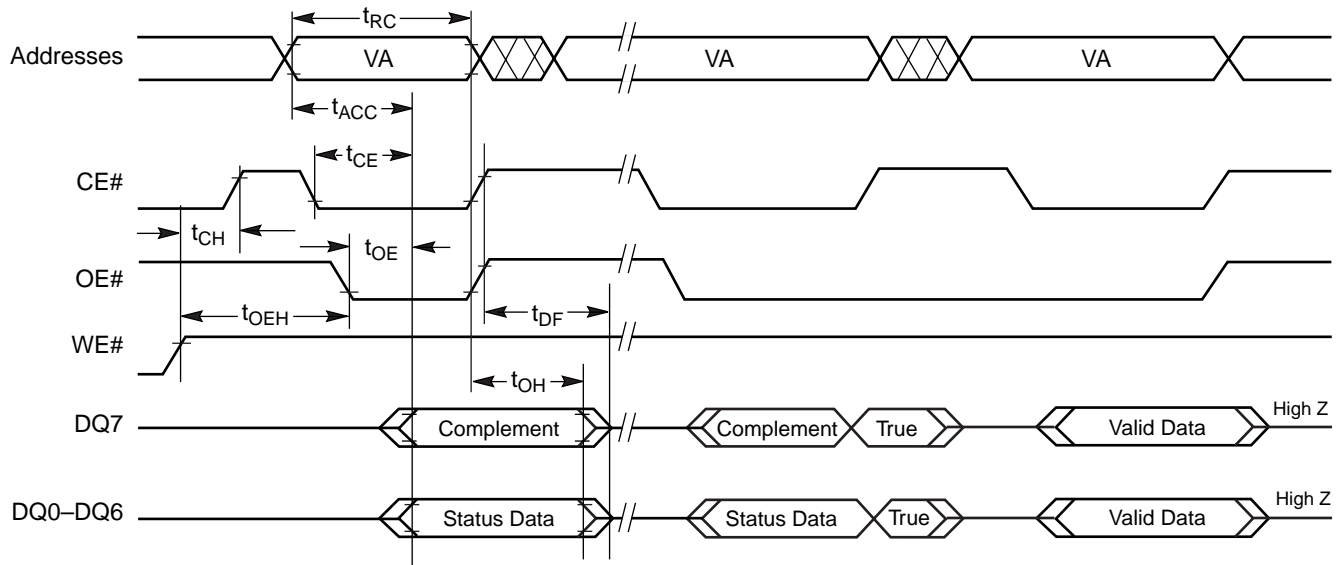 tRC
Addresses VA VA VA
tACC
tCE
CE#
tCH tOE
OE#
tOEH tDF
WE#
tOH
DQ7 Complement Complement True Valid Data High Z
DQ0–DQ6 Status Data Status Data True Valid Data High Z